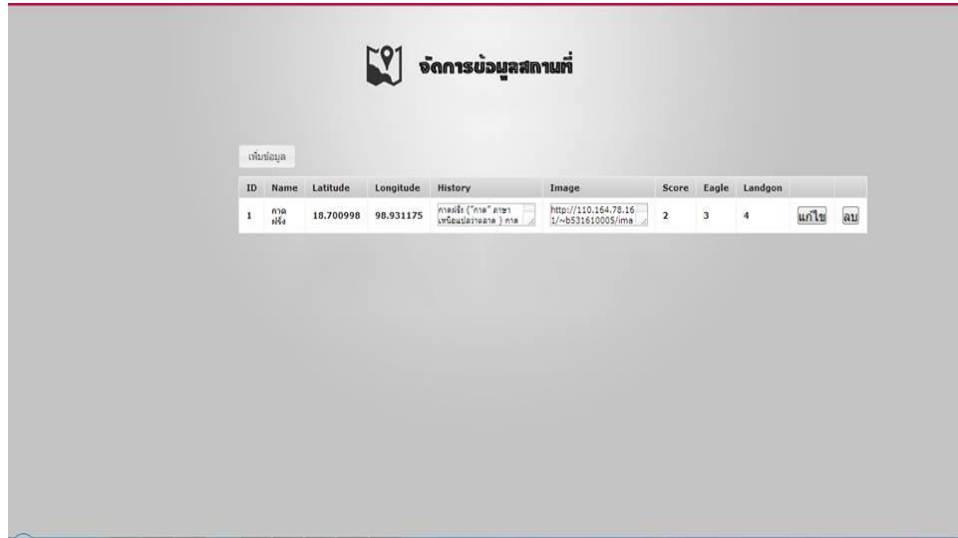 จัดการข้อมูลสถานที่
เพิ่มข้อมูล
ID Name Latitude Longitude History Image Score Eagle Landgon
1 กาด 18.700998 98.931175 กาดฝรั่ง ("กาด" ภาษา http://110.164.78.16 2 3 4 แก้ไข ลบ
ฝรั่ง เหนือแปลว่าตลาด ) กาด 1/~b531610005/ima